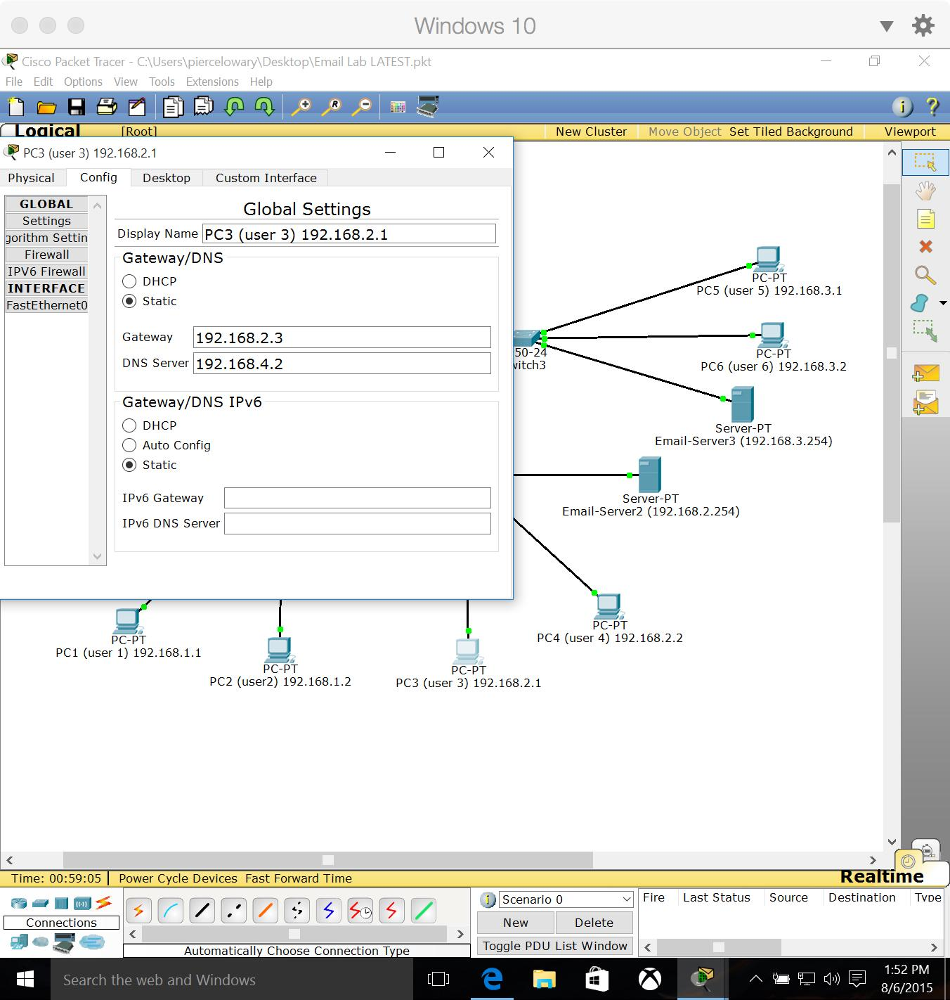 Windows 10
Cisco Packet Tracer - C:\Users\piercelowary\Desktop\Email Lab LATEST.pkt
File Edit Options View Tools Extensions Help
Logical [Root] New Cluster Move Object Set Tiled Background Viewport
PC3 (user 3) 192.168.2.1
Physical Config Desktop Custom Interface
GLOBAL
Settings
gorithm Settin
Firewall
IPV6 Firewall
INTERFACE
FastEthernet0
Global Settings
Display Name PC3 (user 3) 192.168.2.1
Gateway/DNS
DHCP
Static
Gateway 192.168.2.3
DNS Server 192.168.4.2
Gateway/DNS IPv6
DHCP
Auto Config
Static
IPv6 Gateway
IPv6 DNS Server
PC-PT
PC5 (user 5) 192.168.3.1
50-24
witch3
PC-PT
PC6 (user 6) 192.168.3.2
Server-PT
Email-Server3 (192.168.3.254)
Server-PT
Email-Server2 (192.168.2.254)
PC-PT
PC4 (user 4) 192.168.2.2
PC-PT
PC1 (user 1) 192.168.1.1
PC-PT
PC2 (user2) 192.168.1.2
PC-PT
PC3 (user 3) 192.168.2.1
Time: 00:59:05 Power Cycle Devices Fast Forward Time Realtime
Connections
Automatically Choose Connection Type
Scenario 0
New Delete
Toggle PDU List Window
Fire Last Status Source Destination Type
Search the web and Windows
1:52 PM
8/6/2015